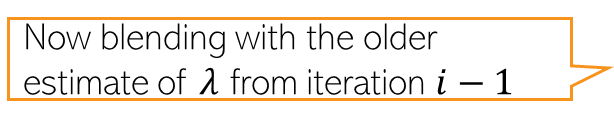 Now blending with the older
estimate of λ from iteration i − 1